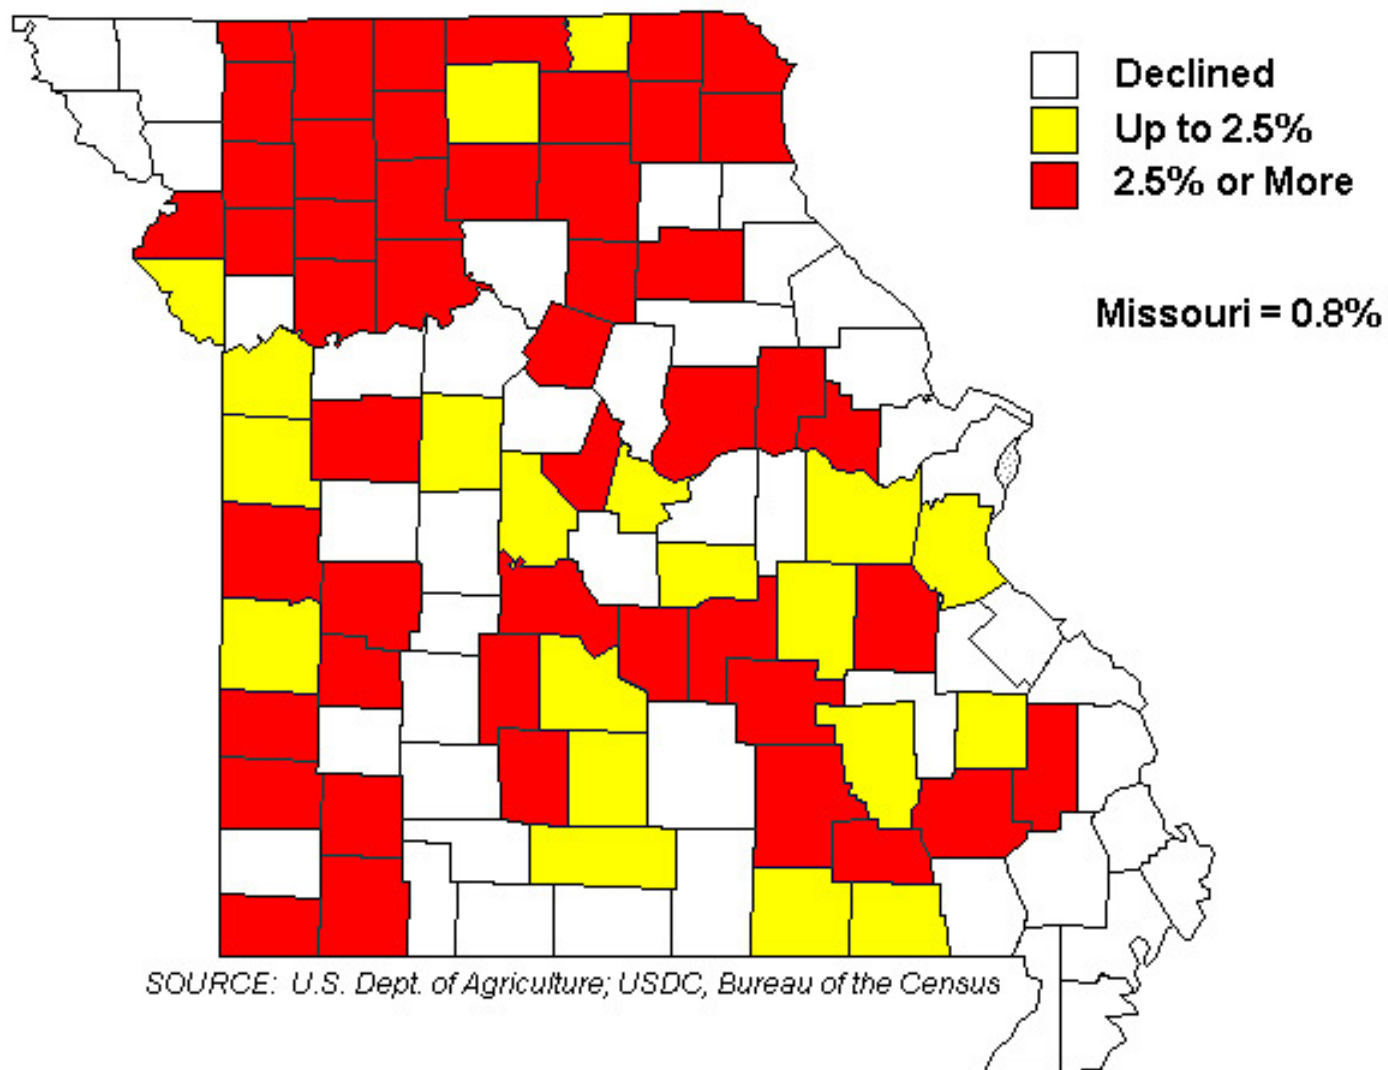 Declined
Up to 2.5%
2.5% or More
Missouri = 0.8%
SOURCE: U.S. Dept. of Agriculture; USDC, Bureau of the Census